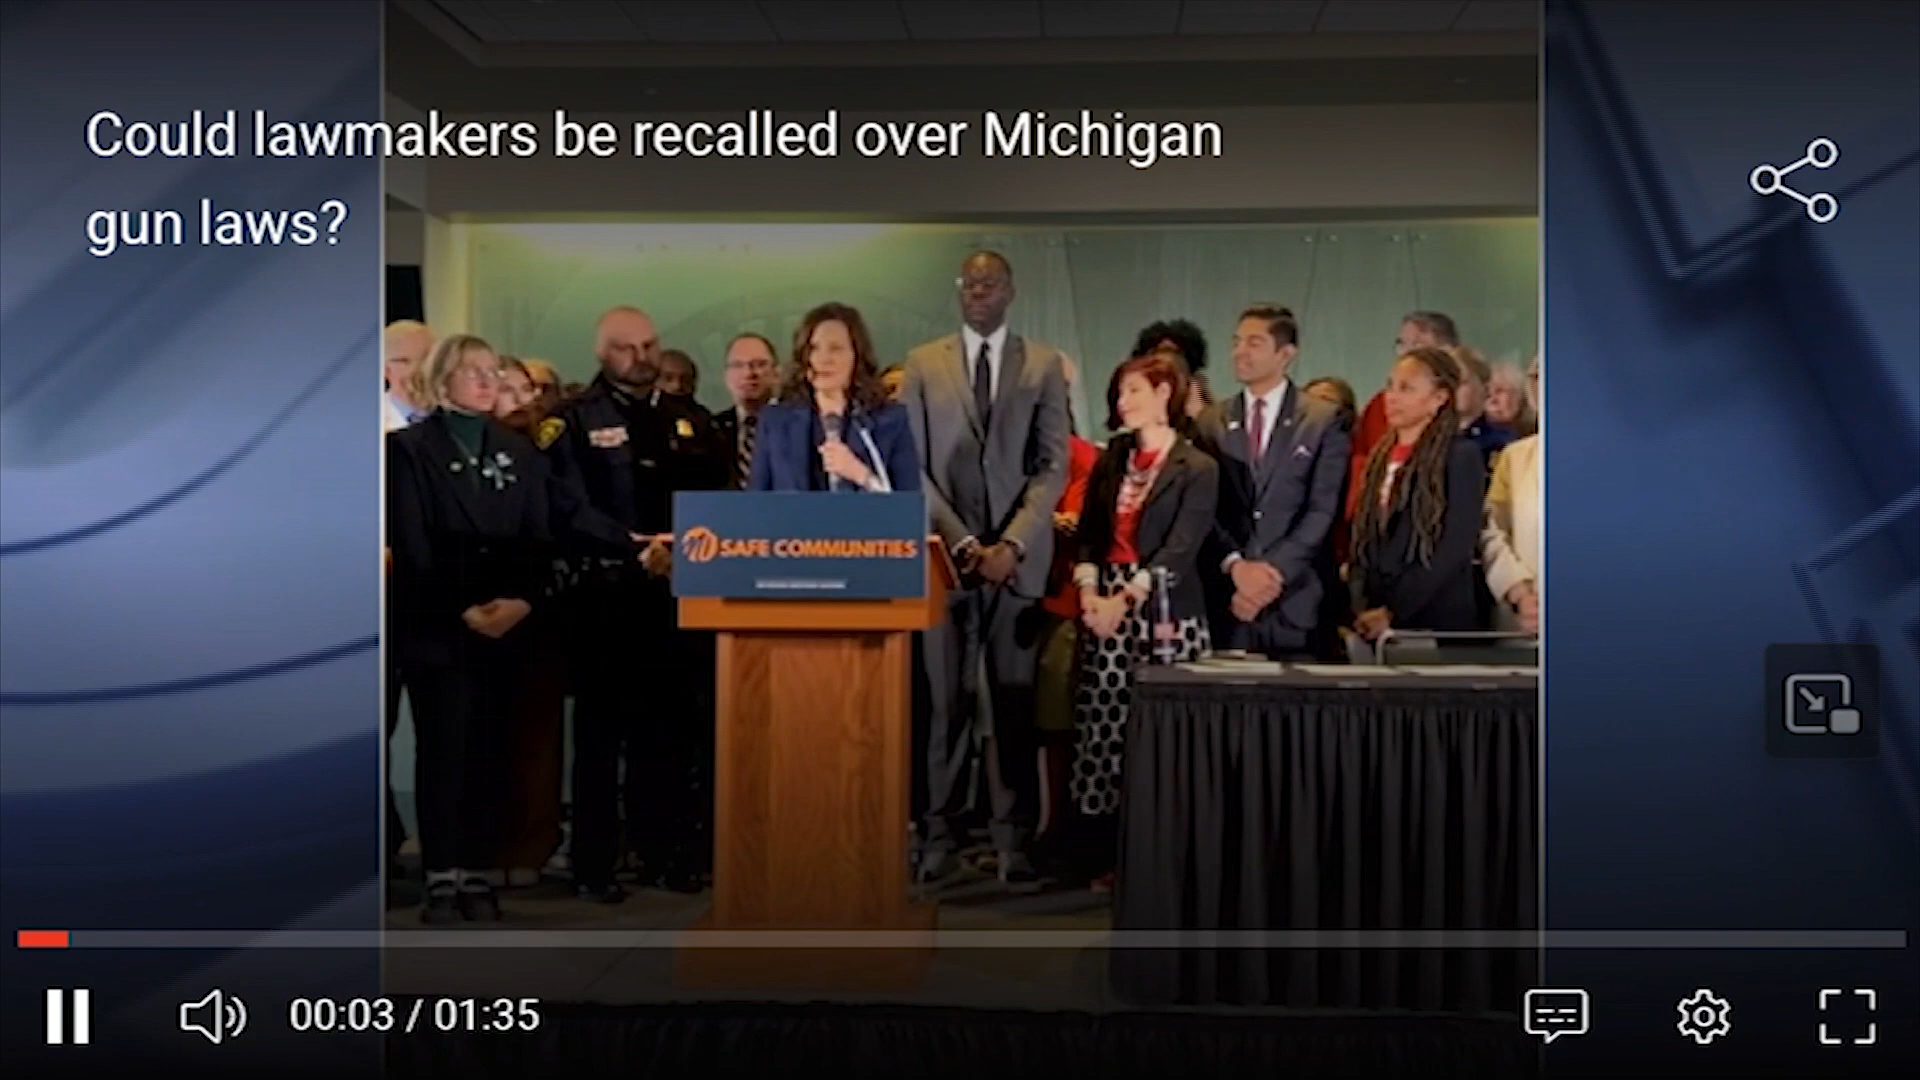 Could lawmakers be recalled over Michigan
gun laws?
SAFE COMMUNITIES
00:03 / 01:35